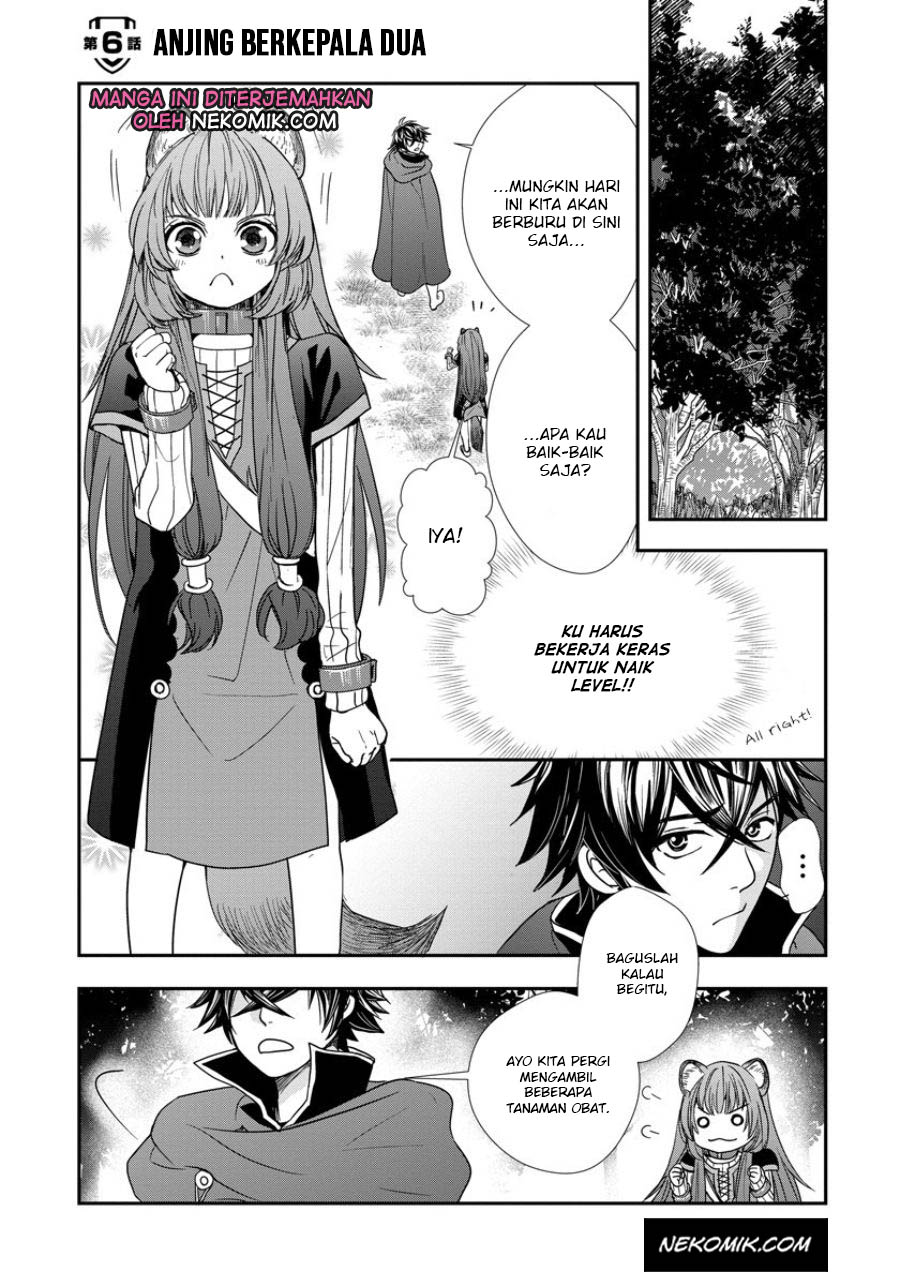 第6話 ANJING BERKEPALA DUA
MANGA INI DITERJEMAHKAN
OLEH NEKOMIK.COM
...MUNGKIN HARI
INI KITA AKAN
BERBURU DI SINI
SAJA...
...APA KAU
BAIK-BAIK
SAJA?
IYA!
KU HARUS
BEKERJA KERAS
UNTUK NAIK
LEVEL!!
All right!
...
BAGUSLAH
KALAU
BEGITU,
AYO KITA PERGI
MENGAMBIL
BEBERAPA
TANAMAN OBAT.
NEKOMIK.COM